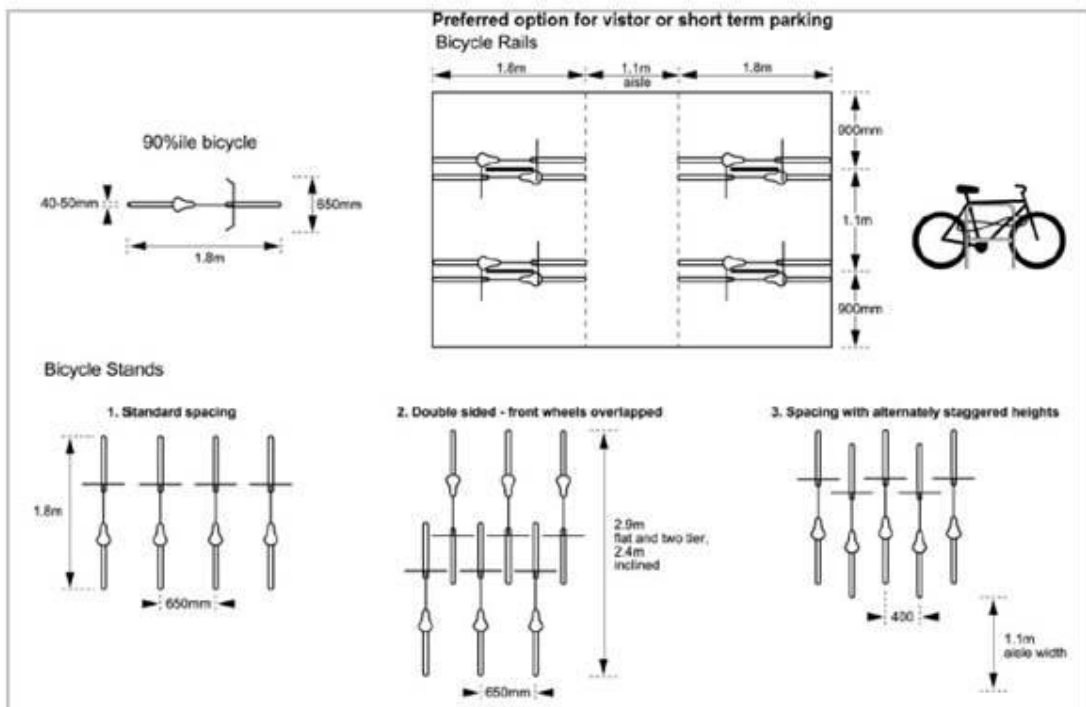 Preferred option for vistor or short term parking
Bicycle Rails
1.8m
1.1m
aisle
1.8m
900mm
1.1m
900mm
90%ile bicycle
40-50mm
650mm
1.8m
Bicycle Stands
1. Standard spacing
1.8m
650mm
2. Double sided - front wheels overlapped
2.9m
flat and two tier,
2.4m
inclined
650mm
3. Spacing with alternately staggered heights
400
1.1m
aisle width